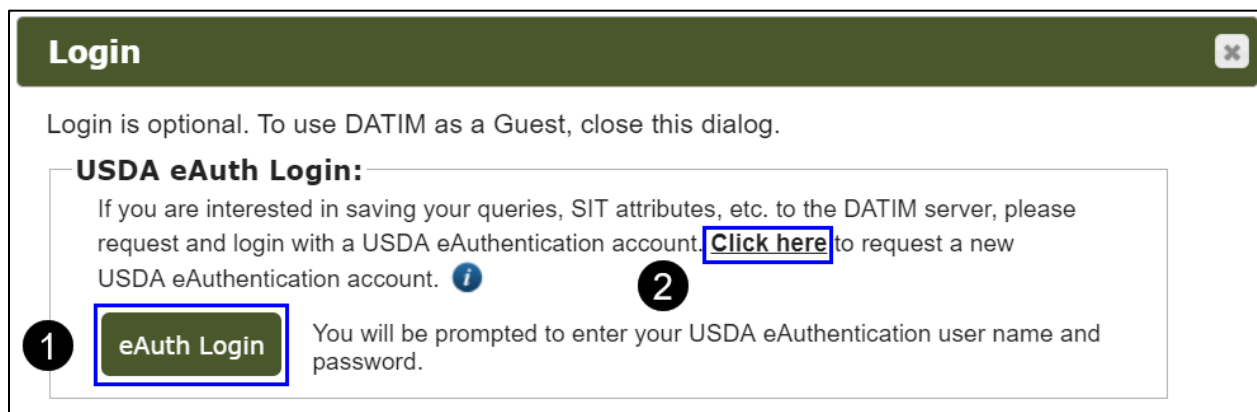 Login
Login is optional. To use DATIM as a Guest, close this dialog.
USDA eAuth Login:
If you are interested in saving your queries, SIT attributes, etc. to the DATIM server, please
request and login with a USDA eAuthentication account. Click here to request a new
USDA eAuthentication account. i
2
1 eAuth Login You will be prompted to enter your USDA eAuthentication user name and
password.